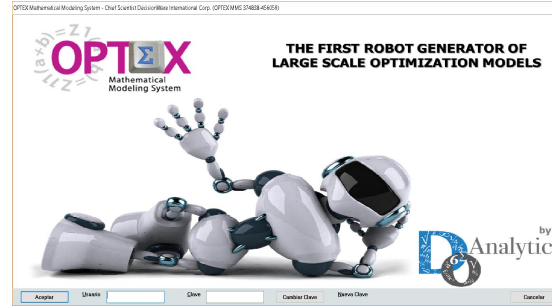 OPTEX Mathematical Modeling System - Chief Scientist DecisionWare International Corp. (OPTEX MMS 374838-456059)
OPTEX
Mathematical
Modeling System
THE FIRST ROBOT GENERATOR OF
LARGE SCALE OPTIMIZATION MODELS
by
Analytic
Aceptar Usuario Clave Cambiar Clave Nueva Clave Cancelar